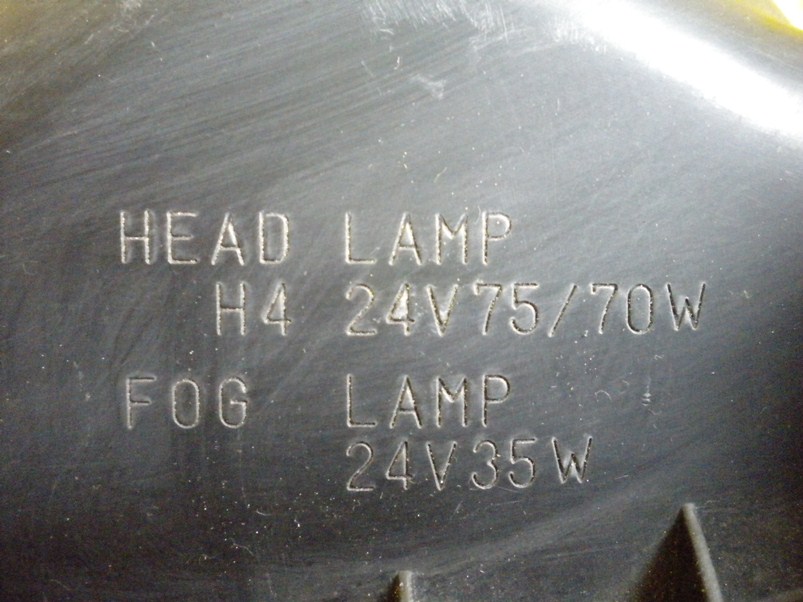 HEAD LAMP
H4 24V75/70W
FOG LAMP
24V35W